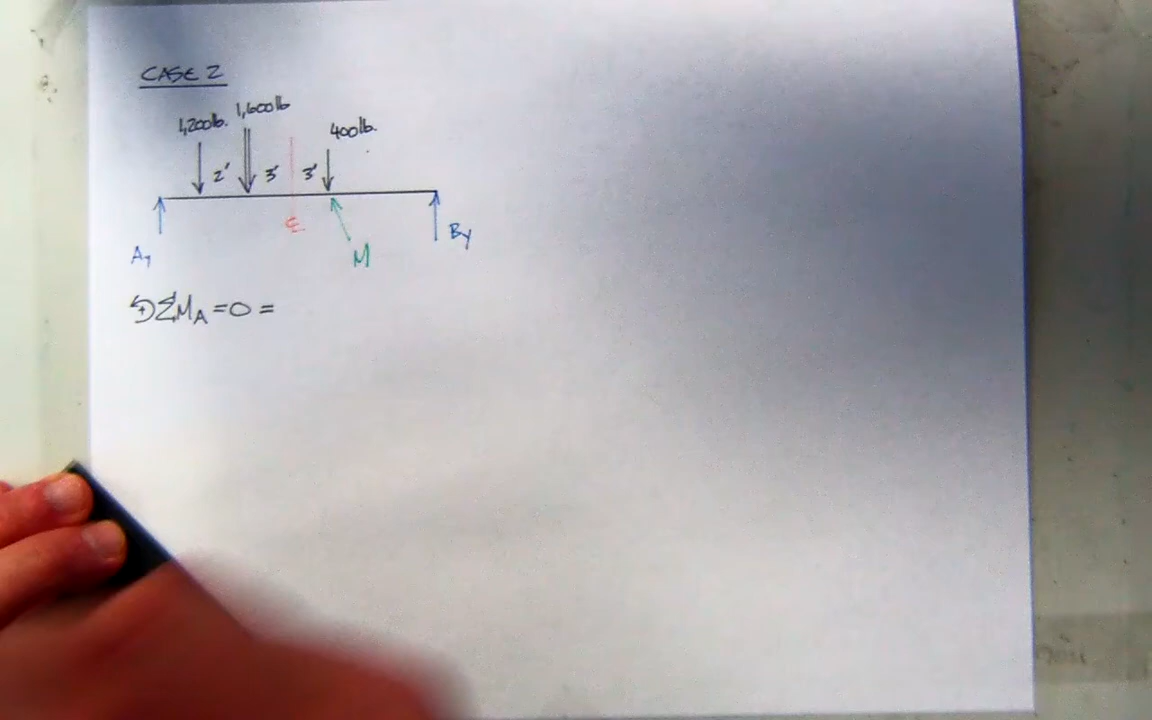 CASE 2
1,200lb. 1,600lb 400lb.
2' 3' 3'
℄
Ay M By
+ΣMA=0=